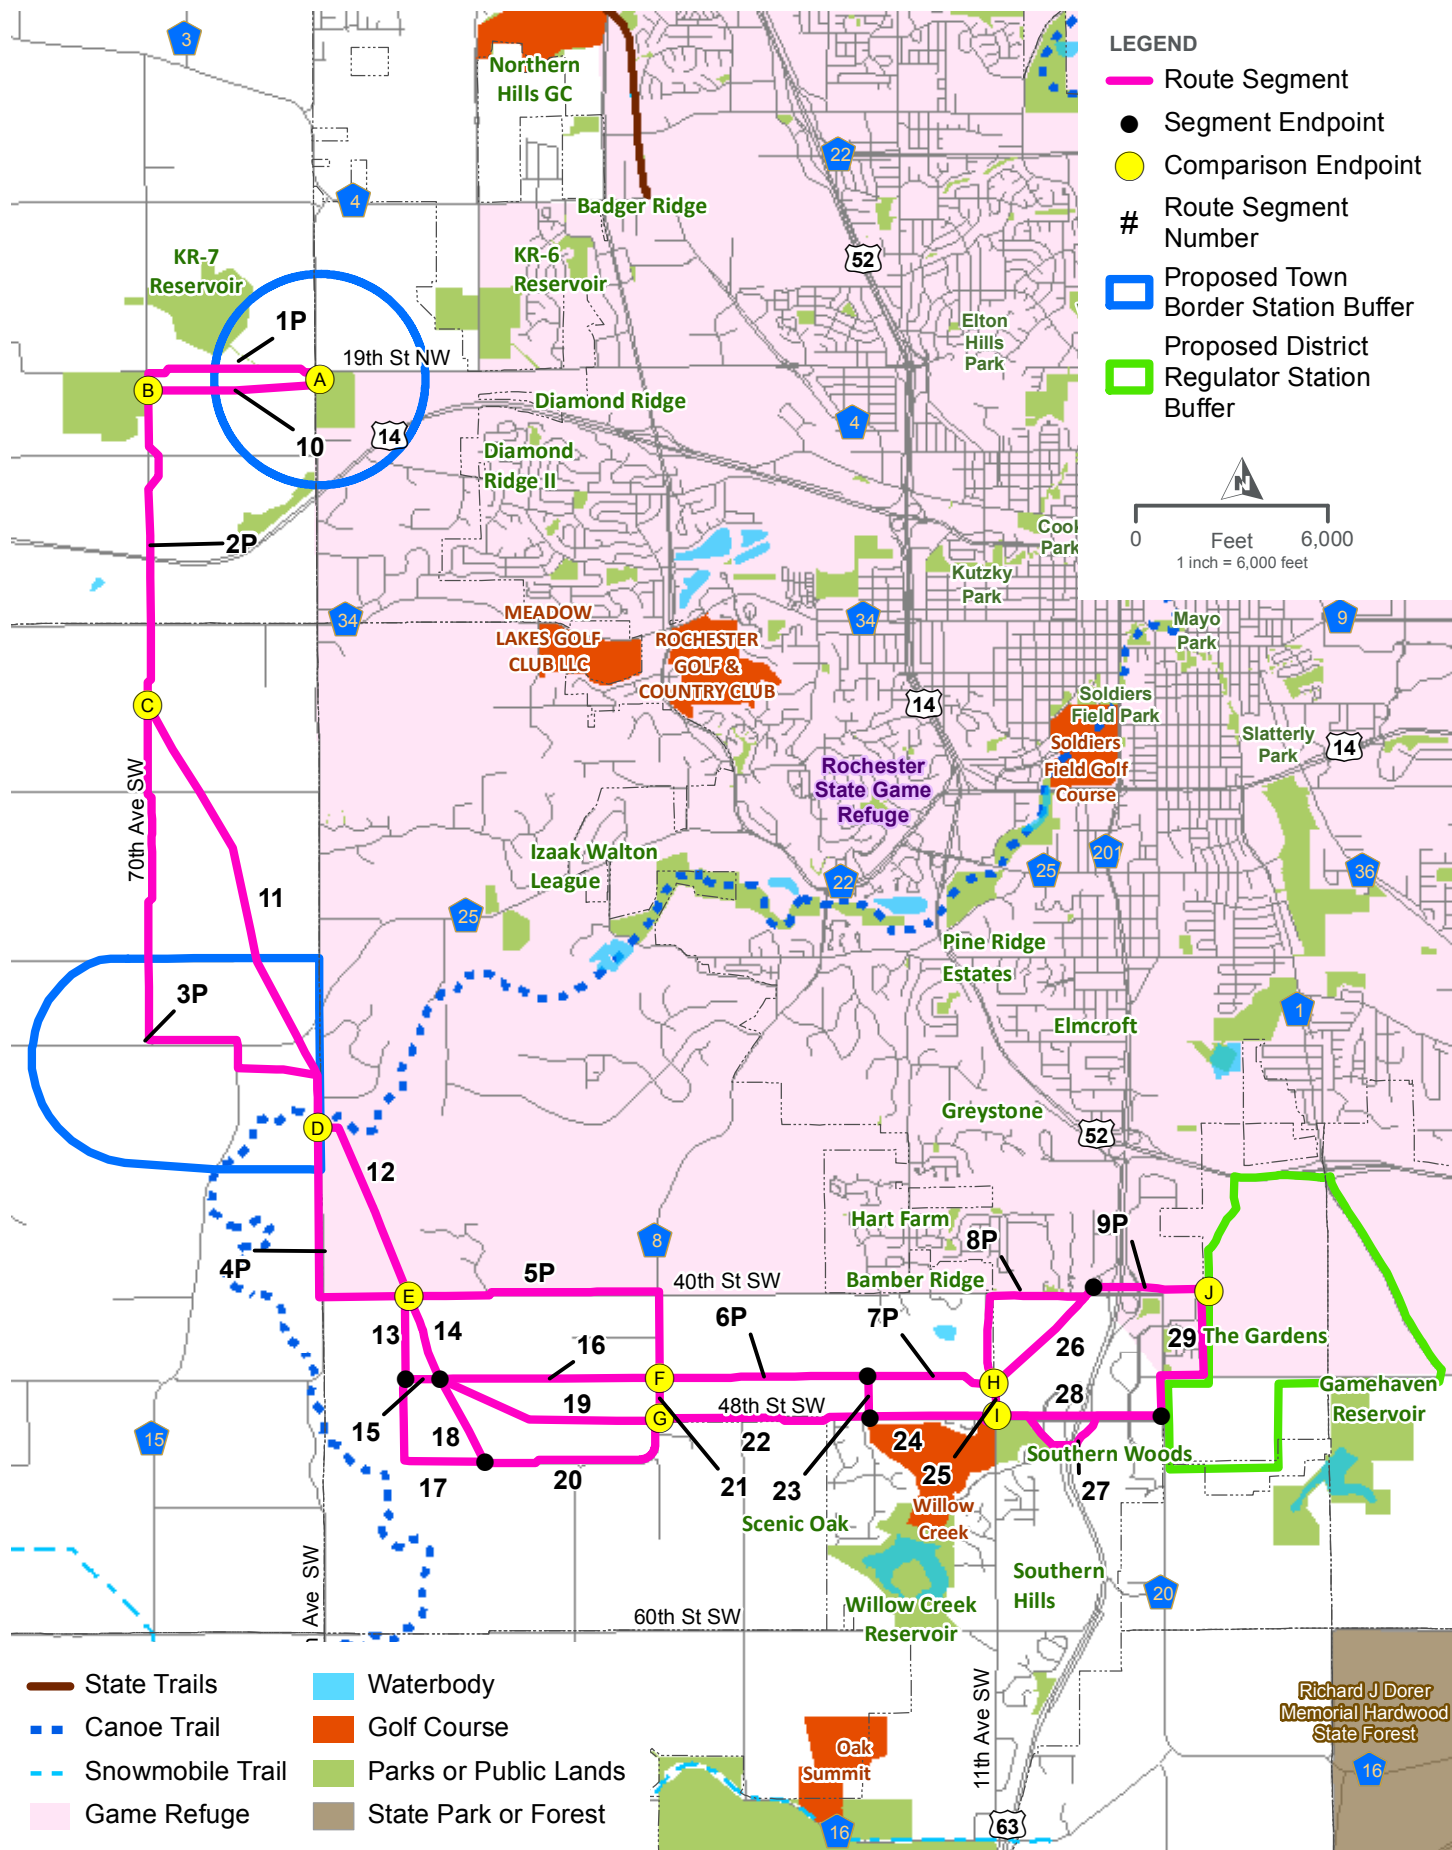 3
Northern
Hills GC
22
4
Badger Ridge
52
KR-7
Reservoir
KR-6
Reservoir
1P
19th St NW
A
B
Elton
Hills
Park
Diamond Ridge
4
10
14
Diamond
Ridge II
2P
Cook
Park
Kutzky
Park
34
MEADOW
LAKES GOLF
CLUB LLC
ROCHESTER
GOLF &
COUNTRY CLUB
34
Mayo
Park
9
C
14
Soldiers
Field Park
Soldiers
Field Golf
Course
Slatterly
Park
14
70th Ave SW
Rochester
State Game
Refuge
11
Izaak Walton
League
22
25
201
36
25
Pine Ridge
Estates
3P
Elmcroft
1
D
Greystone
52
12
4P
8
Hart Farm
8P
9P
E
5P
40th St SW
Bamber Ridge
J
13
14
16
6P
7P
26
29
The Gardens
F
H
15
19
48th St SW
28
Gamehaven
Reservoir
G
I
15
18
22
24
Southern Woods
17
20
21
23
25
27
Scenic Oak
Willow
Creek
Southern
Hills
n Ave SW
Willow Creek
Reservoir
20
60th St SW
11th Ave SW
Richard J Dorer
Memorial Hardwood
State Forest
16
Oak
Summit
16
63
LEGEND
Route Segment
Segment Endpoint
Comparison Endpoint
# Route Segment
Number
Proposed Town
Border Station Buffer
Proposed District
Regulator Station
Buffer
N
0 Feet 6,000
1 inch = 6,000 feet
State Trails
Canoe Trail
Snowmobile Trail
Game Refuge
Waterbody
Golf Course
Parks or Public Lands
State Park or Forest